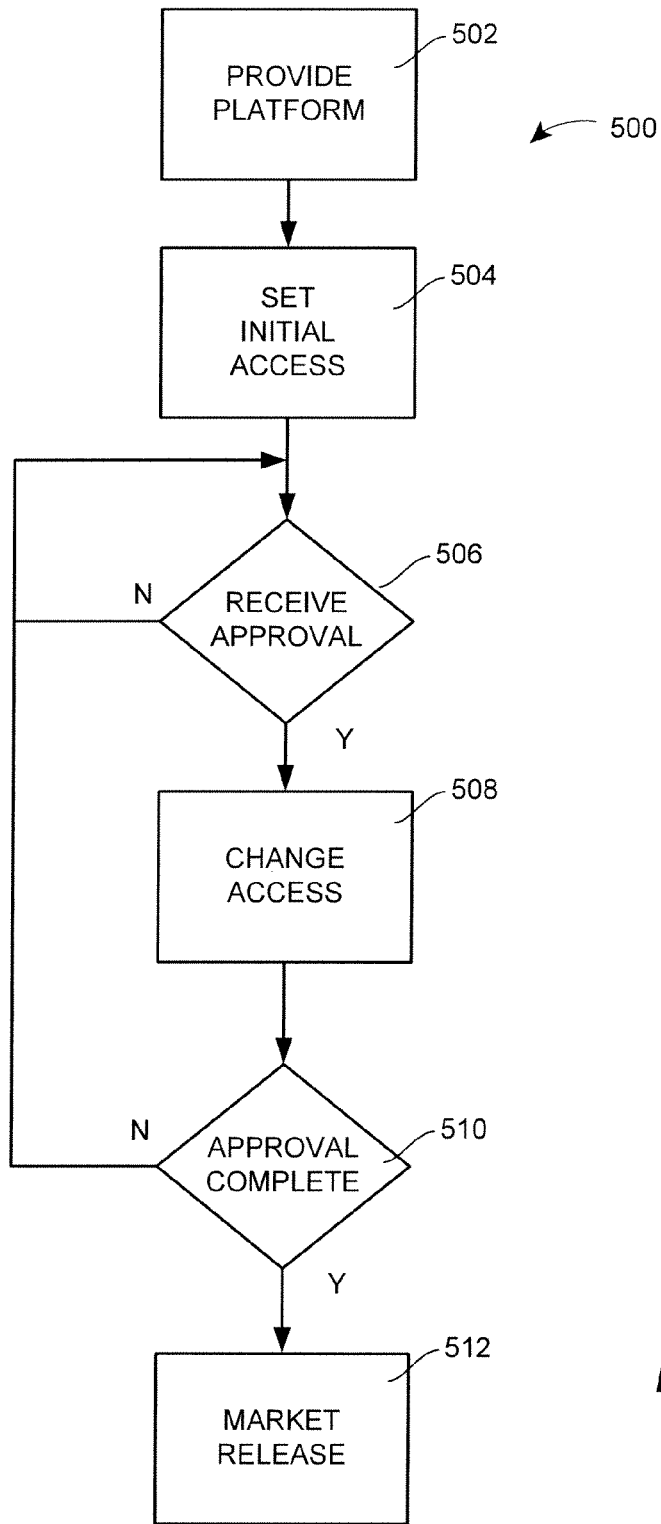 PROVIDE
PLATFORM
502
500
SET
INITIAL
ACCESS
504
RECEIVE
APPROVAL
506
N
Y
CHANGE
ACCESS
508
APPROVAL
COMPLETE
510
N
Y
MARKET
RELEASE
512